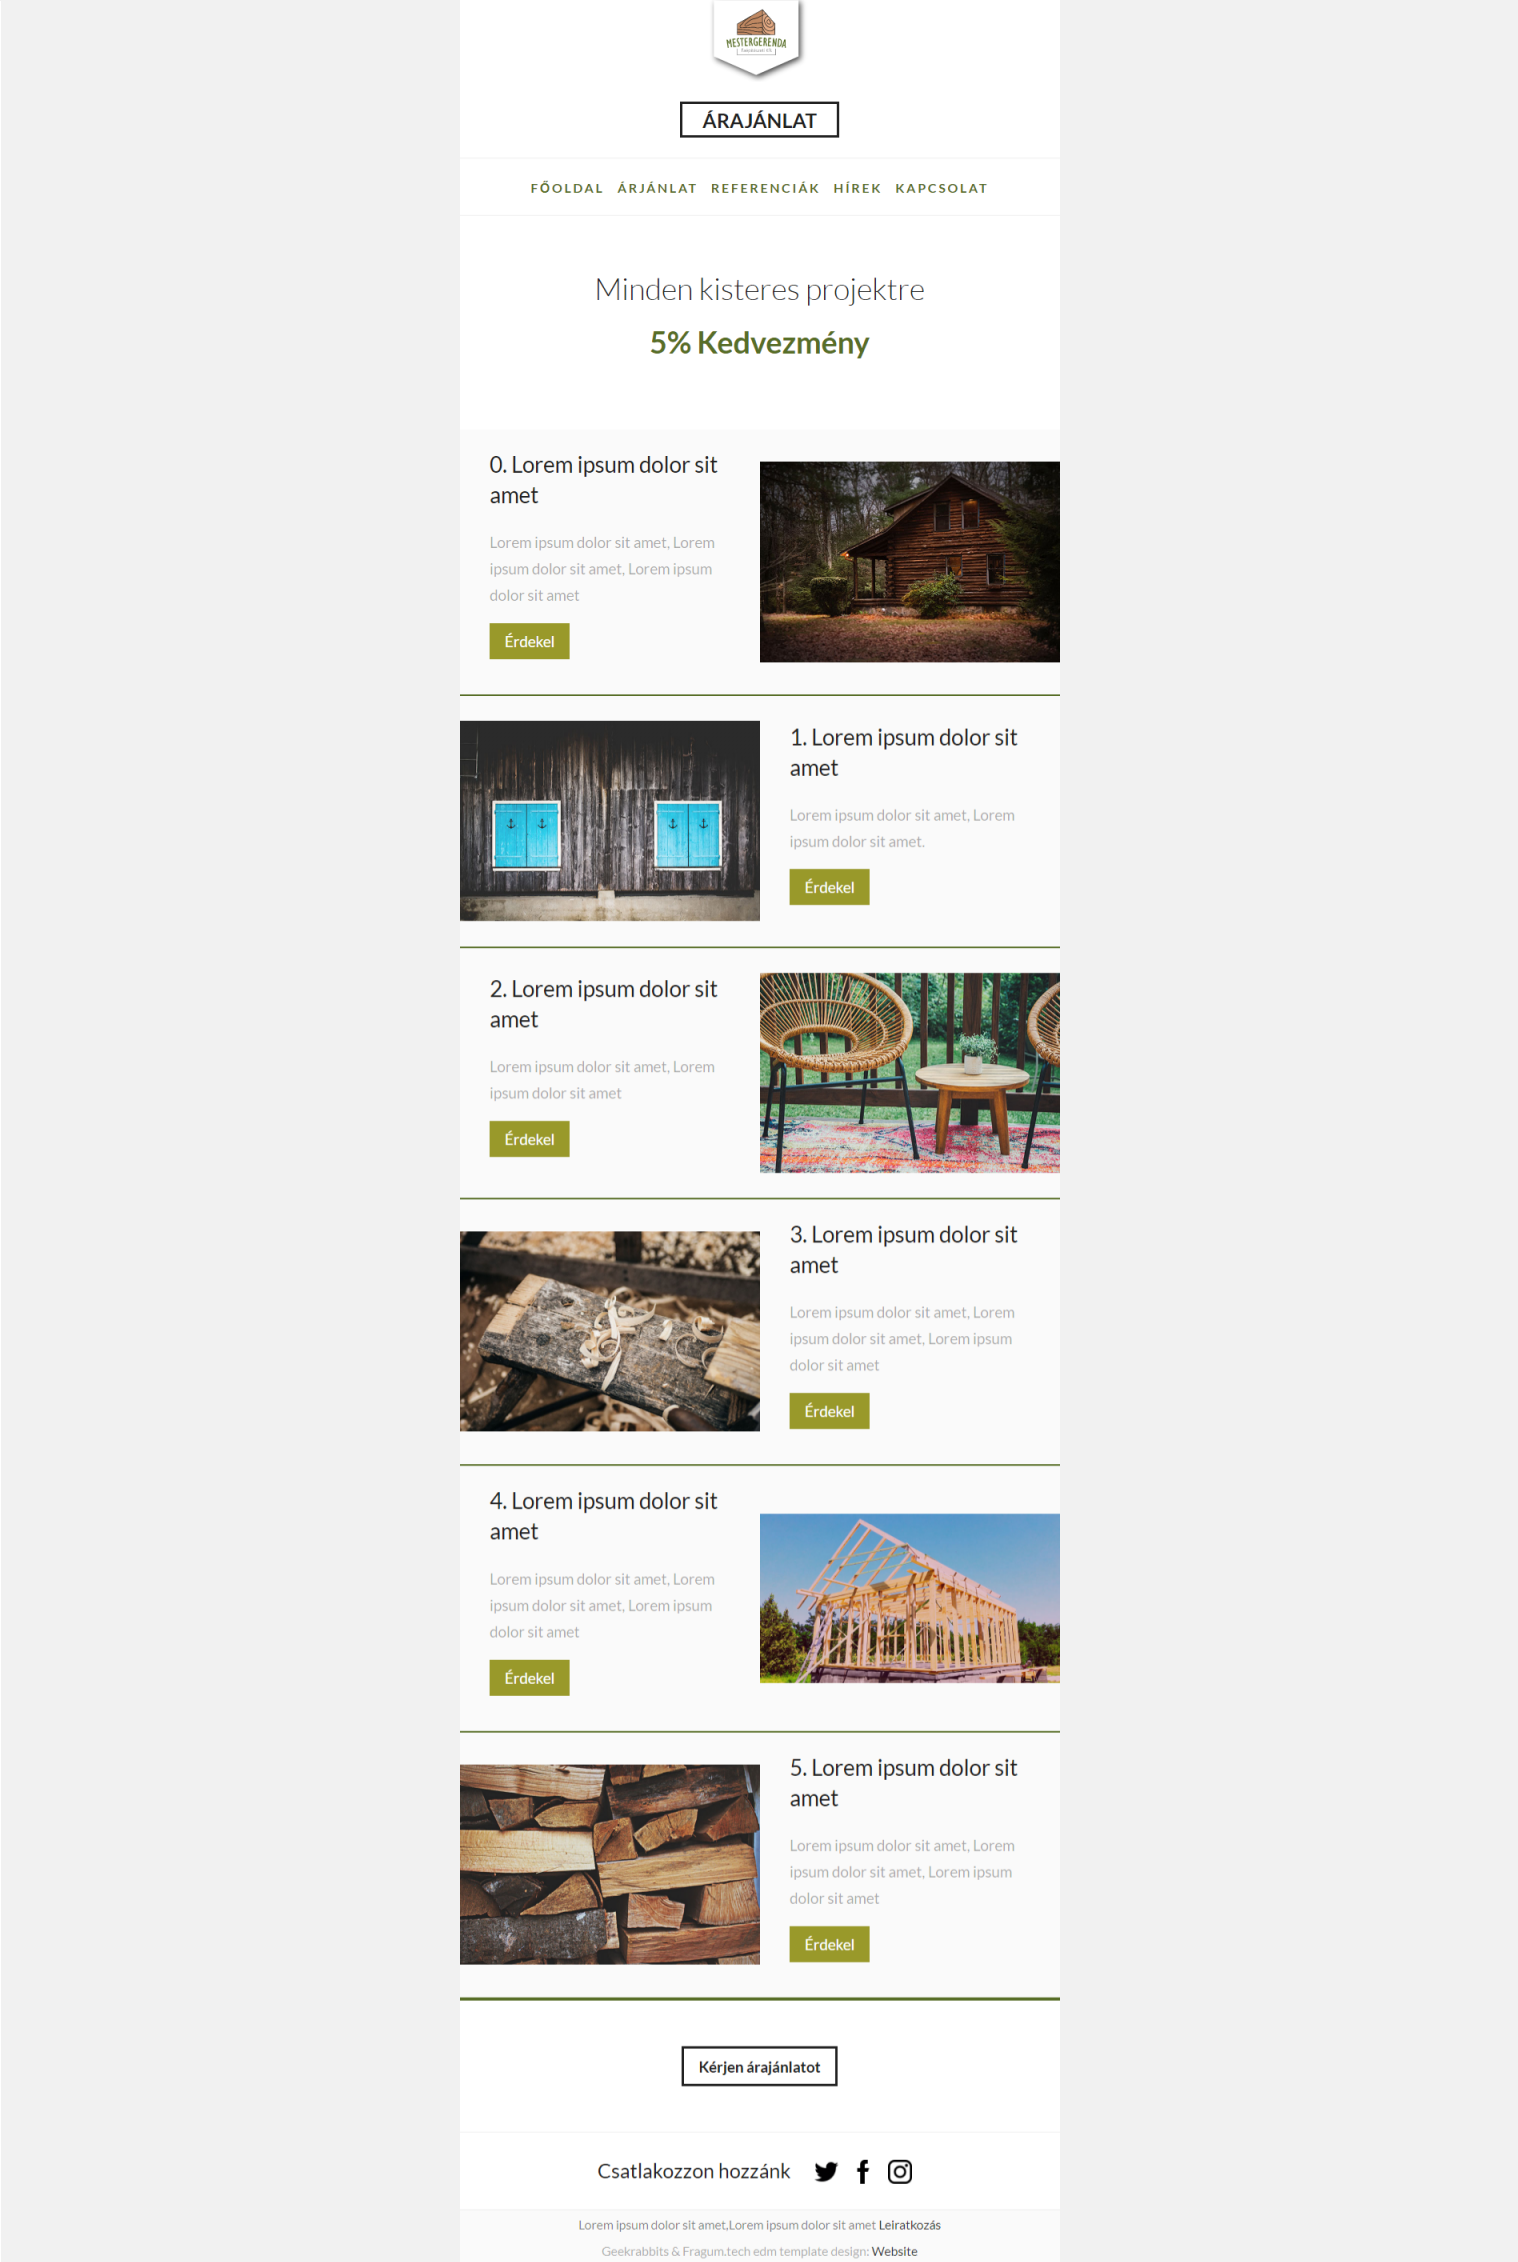 MESTERGERENDA
ÁRAJÁNLAT
FŐOLDAL ÁRJÁNLAT REFERENCIÁK HÍREK KAPCSOLAT
Minden kisteres projektre
5% Kedvezmény
0. Lorem ipsum dolor sit
amet
Lorem ipsum dolor sit amet, Lorem
ipsum dolor sit amet, Lorem ipsum
dolor sit amet
Érdekel
1. Lorem ipsum dolor sit
amet
Lorem ipsum dolor sit amet, Lorem
ipsum dolor sit amet.
Érdekel
2. Lorem ipsum dolor sit
amet
Lorem ipsum dolor sit amet, Lorem
ipsum dolor sit amet
Érdekel
3. Lorem ipsum dolor sit
amet
Lorem ipsum dolor sit amet, Lorem
ipsum dolor sit amet, Lorem ipsum
dolor sit amet
Érdekel
4. Lorem ipsum dolor sit
amet
Lorem ipsum dolor sit amet, Lorem
ipsum dolor sit amet, Lorem ipsum
dolor sit amet
Érdekel
5. Lorem ipsum dolor sit
amet
Lorem ipsum dolor sit amet, Lorem
ipsum dolor sit amet, Lorem ipsum
dolor sit amet
Érdekel
Kérjen árajánlatot
Csatlakozzon hozzánk
Lorem ipsum dolor sit amet,Lorem ipsum dolor sit amet Leiratkozás
Geekrabbits & Fragum.tech edm template design: Website